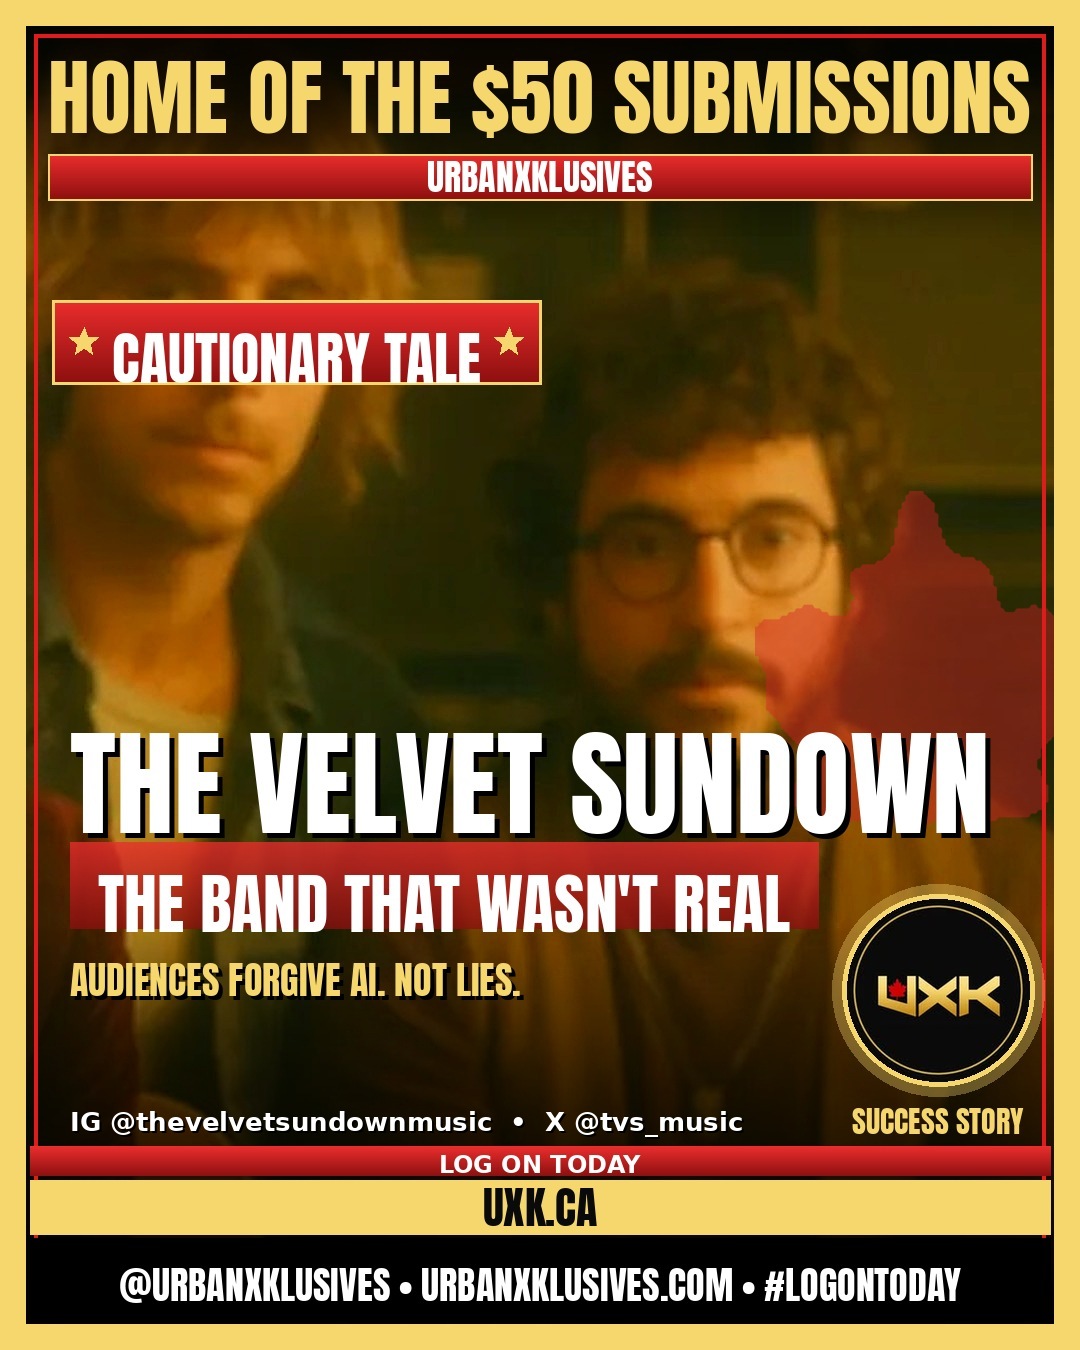 HOME OF THE $50 SUBMISSIONS
URBANXKLUSIVES
CAUTIONARY TALE
THE VELVET SUNDOWN
THE BAND THAT WASN'T REAL
AUDIENCES FORGIVE AI. NOT LIES.
UXK
IG @thevelvetsundownmusic • X @tvs_music
SUCCESS STORY
LOG ON TODAY
UXK.CA
@URBANXKLUSIVES • URBANXKLUSIVES.COM • #LOGONTODAY